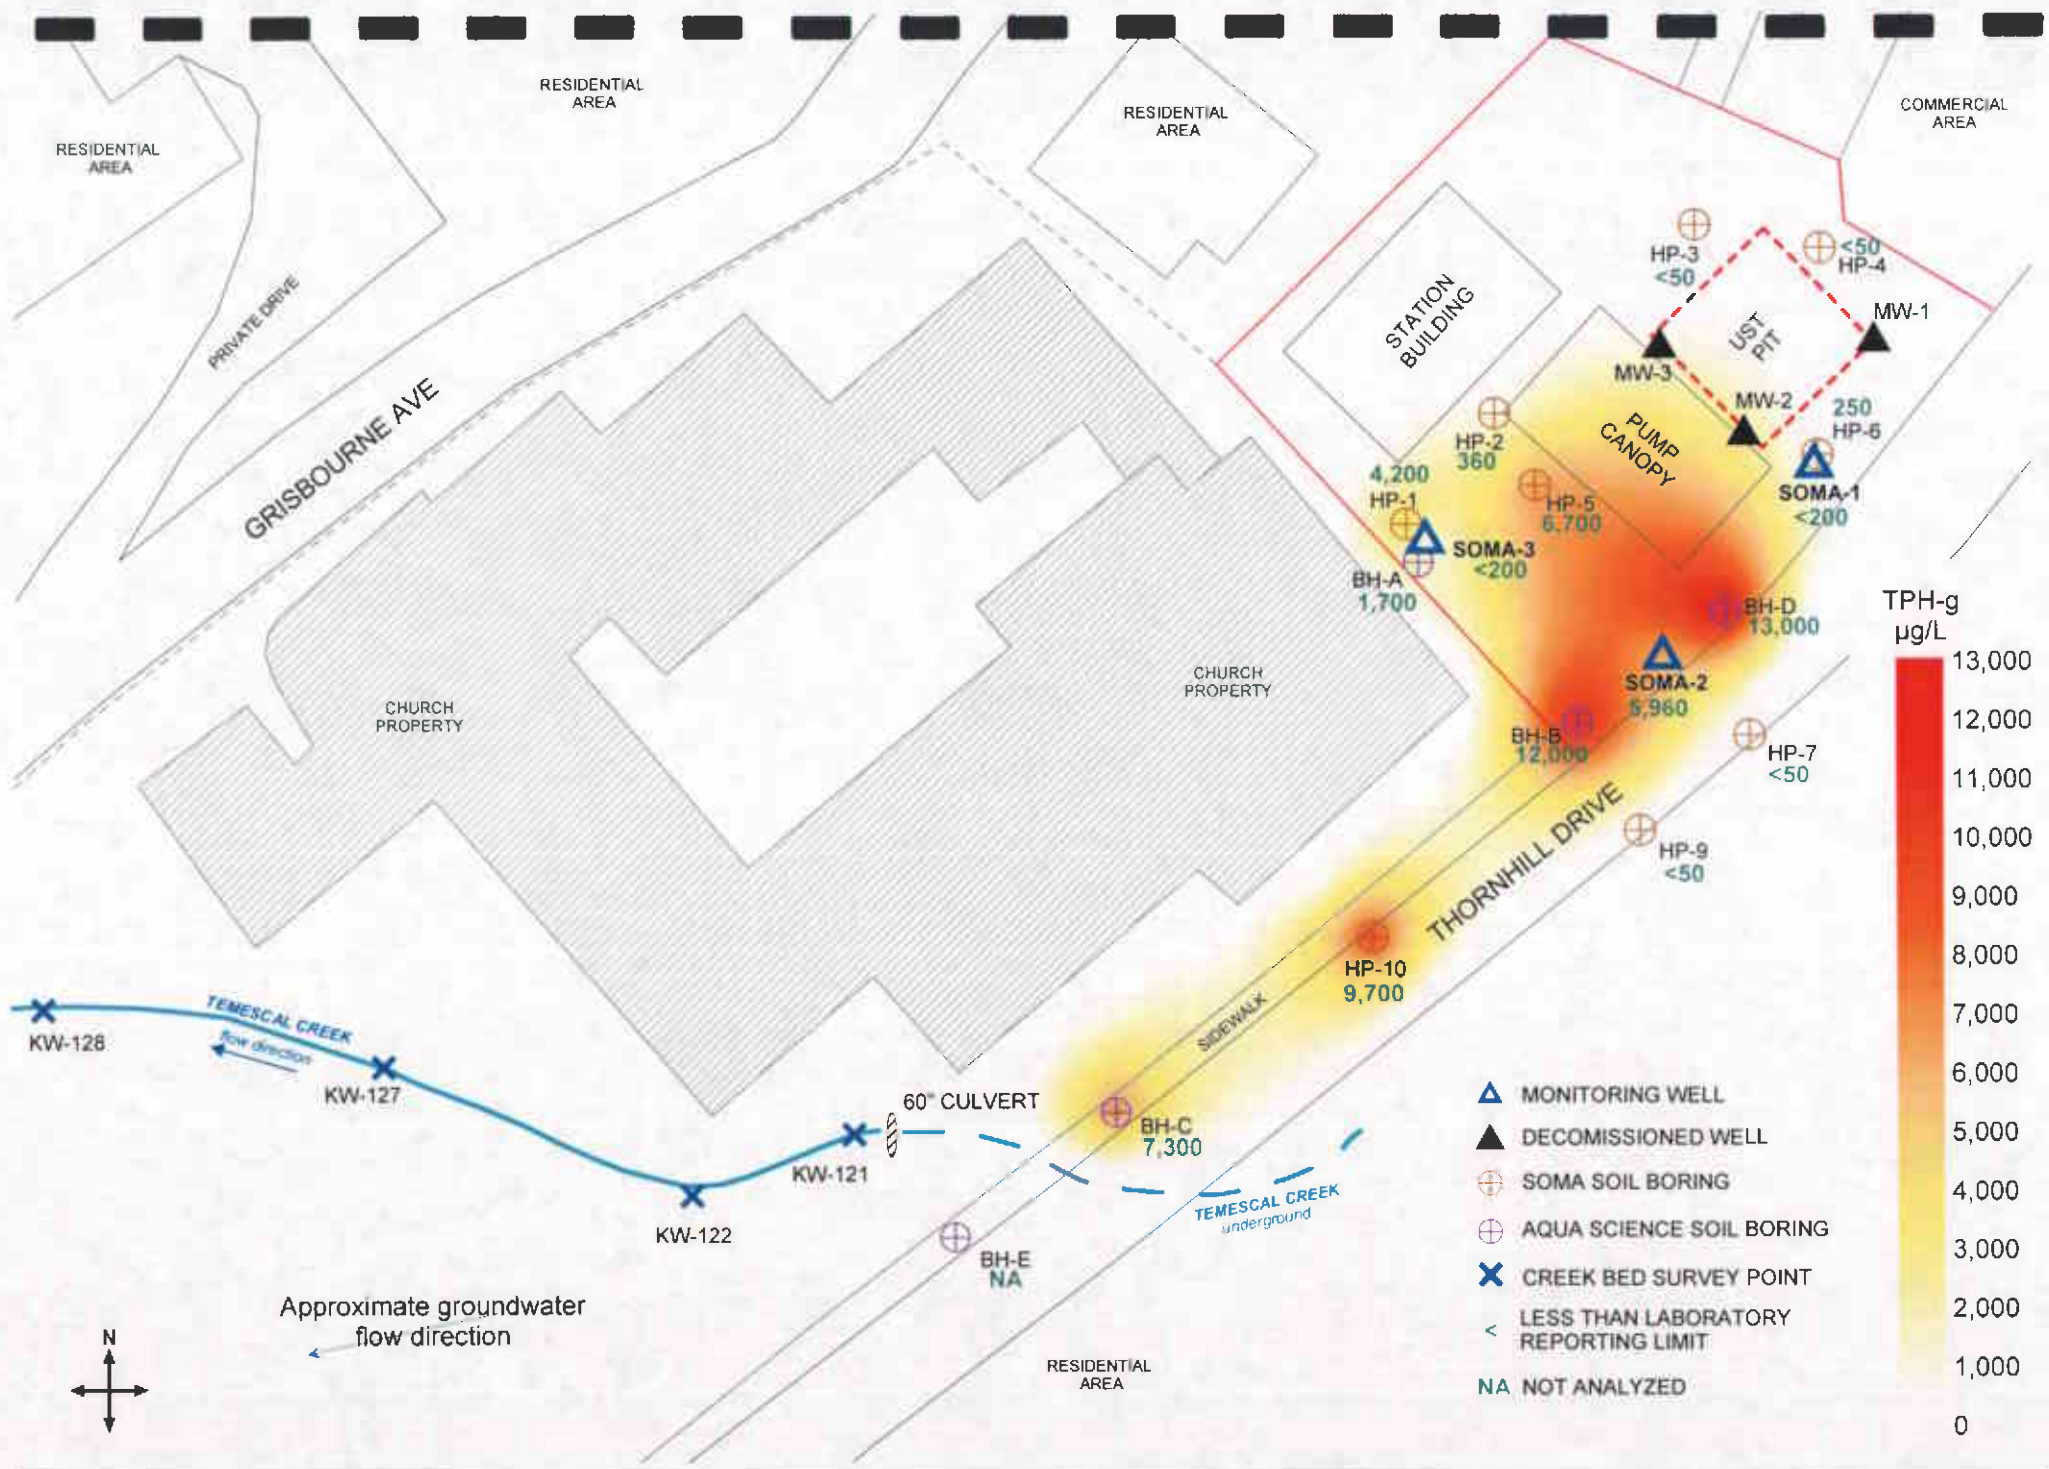 RESIDENTIAL
AREA
RESIDENTIAL
AREA
RESIDENTIAL
AREA
COMMERCIAL
AREA
PRIVATE DRIVE
GRISBOURNE AVE
STATION
BUILDING
HP-3
<50
<50
HP-4
UST
PIT
MW-1
MW-3
MW-2
PUMP
CANOPY
250
HP-6
SOMA-1
<200
HP-2
360
4,200
HP-1
HP-5
6,700
SOMA-3
<200
BH-A
1,700
BH-D
13,000
SOMA-2
5,960
BH-B
12,000
HP-7
<50
HP-9
<50
CHURCH
PROPERTY
CHURCH
PROPERTY
THORNHILL DRIVE
HP-10
9,700
SIDEWALK
BH-C
7,300
60" CULVERT
TEMESCAL CREEK
flow direction
KW-128
KW-127
KW-122
KW-121
TEMESCAL CREEK
underground
BH-E
NA
Approximate groundwater
flow direction
N
RESIDENTIAL
AREA
TPH-g
µg/L
13,000
12,000
11,000
10,000
9,000
8,000
7,000
6,000
5,000
4,000
3,000
2,000
1,000
0
MONITORING WELL
DECOMISSIONED WELL
SOMA SOIL BORING
AQUA SCIENCE SOIL BORING
CREEK BED SURVEY POINT
< LESS THAN LABORATORY
REPORTING LIMIT
NA NOT ANALYZED